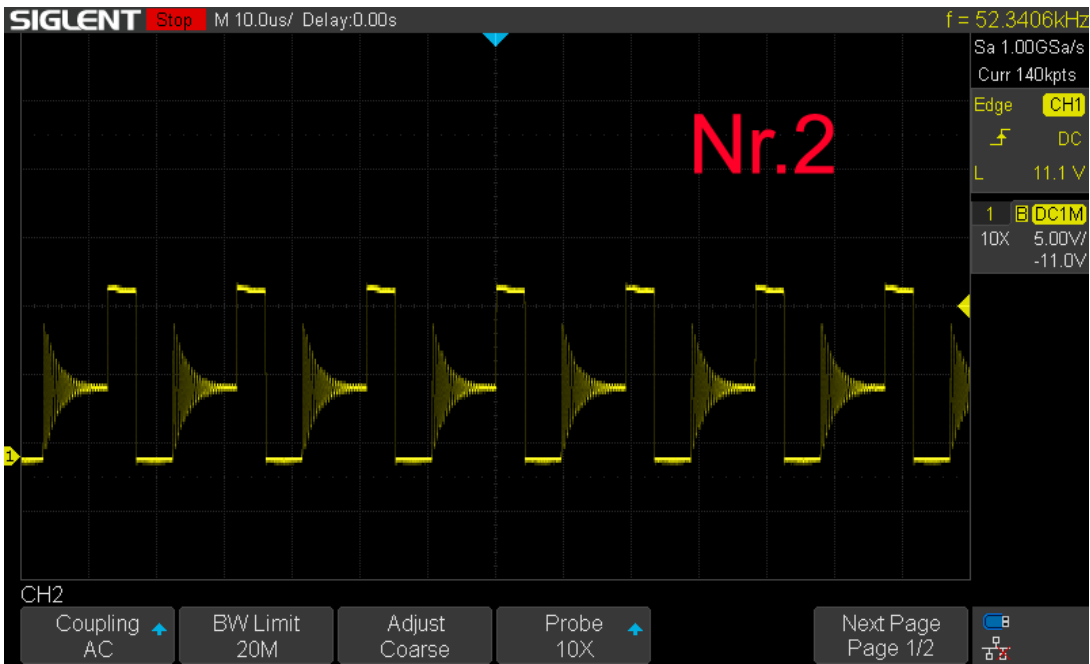 SIGLENT Stop M 10.0us/ Delay:0.00s f = 52.3406kHz
Sa 1.00GSa/s
Curr 140kpts
Edge CH1
DC
L 11.1 V
1 B DC1M
10X 5.00V/
-11.0V
Nr.2
1
CH2
Coupling
AC
BW Limit
20M
Adjust
Coarse
Probe
10X
Next Page
Page 1/2
B